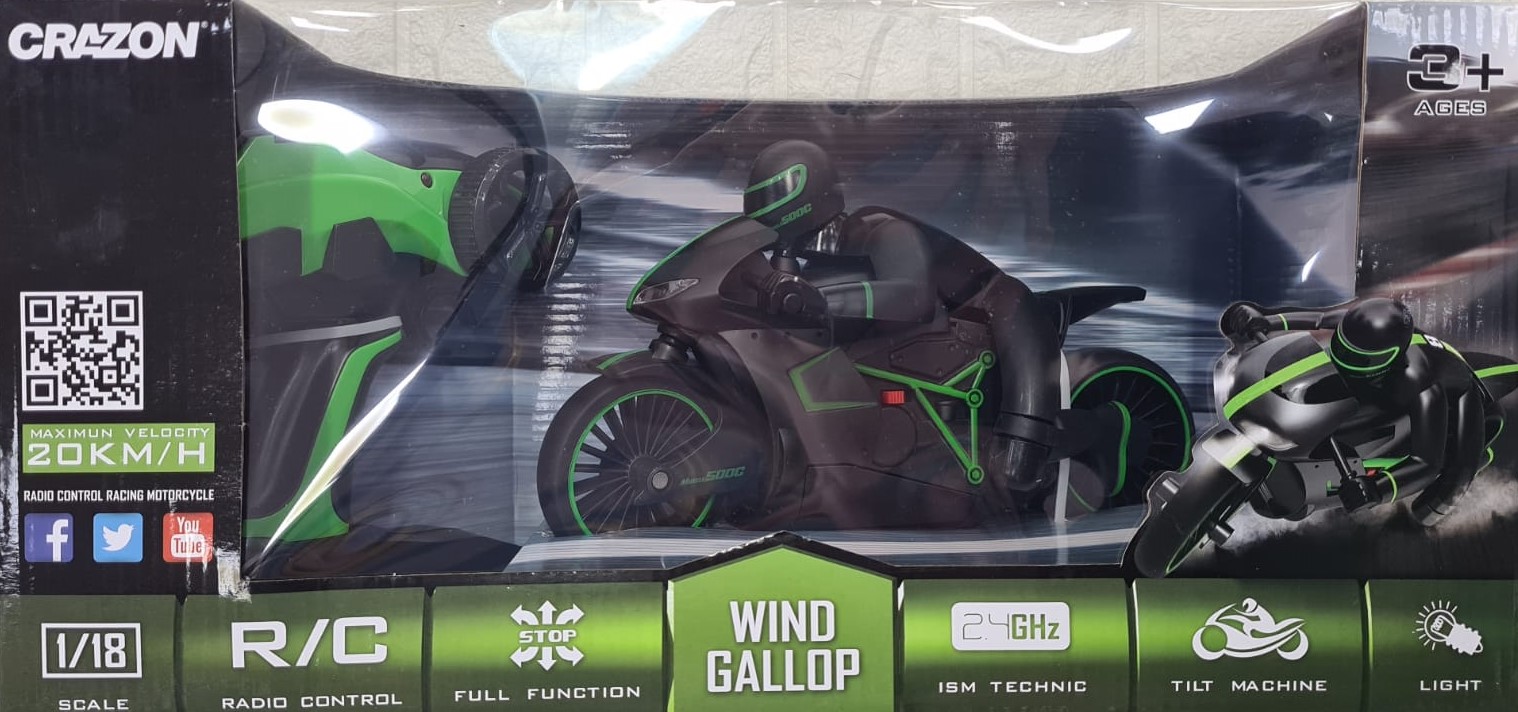 CRAZON
3+
AGES
500C
500C
MAXIMUN VELOCITY
20KM/H
RADIO CONTROL RACING MOTORCYCLE
f
You
Tube
1/18
SCALE
R/C
RADIO CONTROL
STOP
FULL FUNCTION
WIND
GALLOP
2.4GHz
ISM TECHNIC
TILT MACHINE
LIGHT